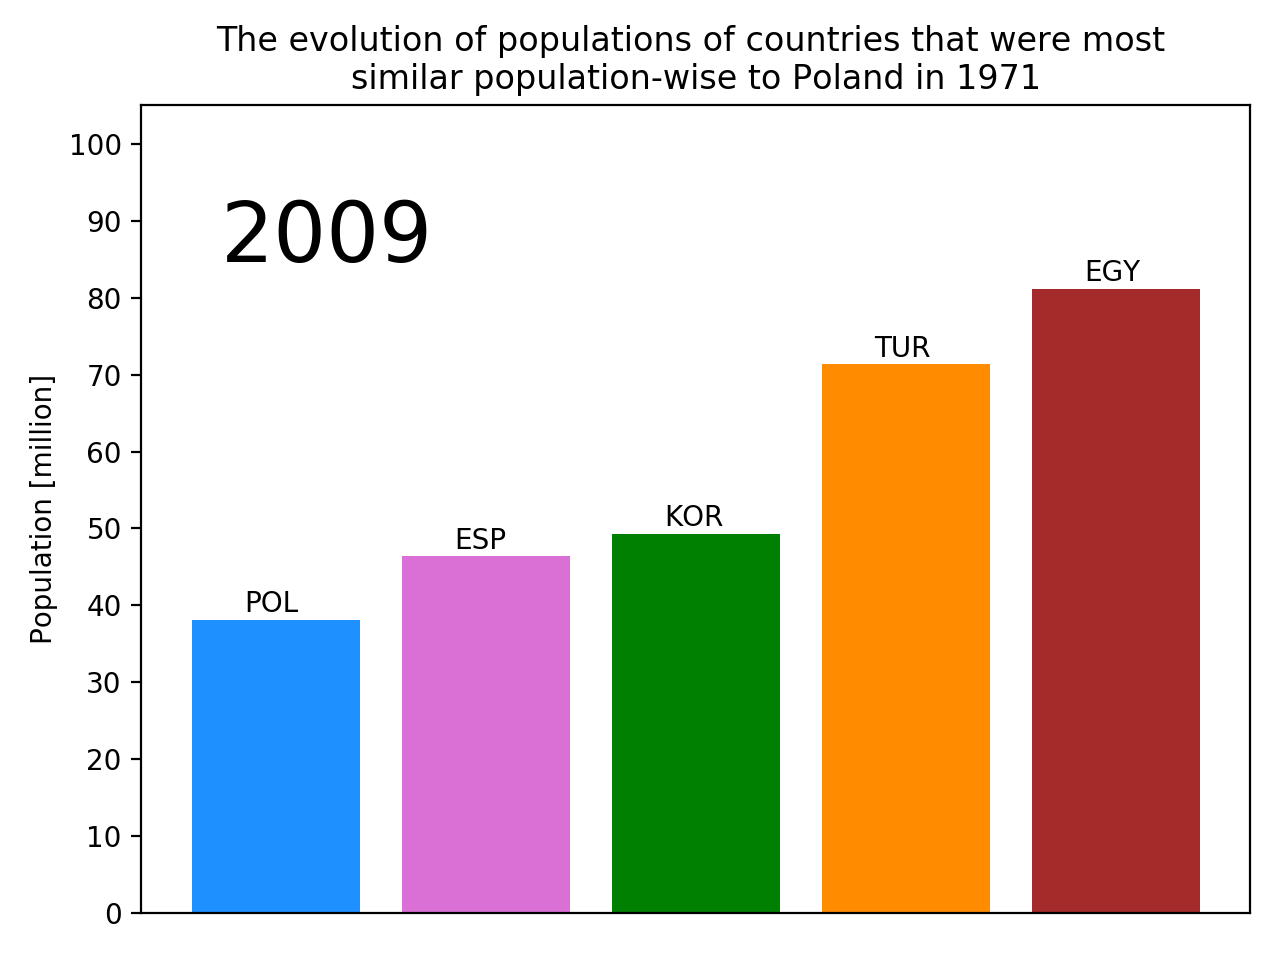 The evolution of populations of countries that were most
similar population-wise to Poland in 1971
100
90
80
70
60
50
40
30
20
10
0
Population [million]
2009
POL
ESP
KOR
TUR
EGY